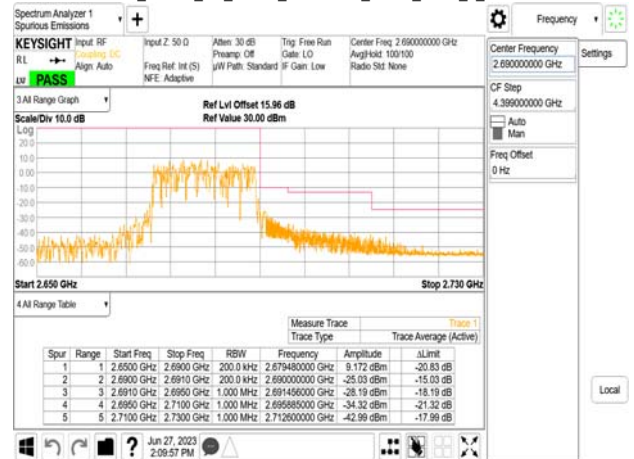 Spectrum Analyzer 1
Spurious Emissions
Frequency
KEYSIGHT Input: RF Input Z: 50 Ω Atten: 30 dB Trig: Free Run Center Freq: 2.690000000 GHz
RL Coupling: DC Preamp: Off Gate: LO Avg|Hold: 100/100
Align: Auto Freq Ref: Int (S) µW Path: Standard IF Gain: Low Radio Std: None
LU PASS NFE: Adaptive
Center Frequency
2.690000000 GHz
Settings
CF Step
4.399000000 GHz
Auto
Man
Freq Offset
0 Hz
Local
3 All Range Graph
Ref Lvl Offset 15.96 dB
Scale/Div 10.0 dB Ref Value 30.00 dBm
Log
20.0
10.0
0.00
-10.0
-20.0
-30.0
-40.0
-50.0
-60.0
Start 2.650 GHz Stop 2.730 GHz
4 All Range Table
Measure Trace Trace 1
Trace Type Trace Average (Active)
Spur Range Start Freq Stop Freq RBW Frequency Amplitude ΔLimit
1 1 2.6500 GHz 2.6900 GHz 200.0 kHz 2.679480000 GHz 9.172 dBm -20.83 dB
2 2 2.6900 GHz 2.6910 GHz 200.0 kHz 2.690000000 GHz -25.03 dBm -15.03 dB
3 3 2.6910 GHz 2.6950 GHz 1.000 MHz 2.691456000 GHz -28.19 dBm -18.19 dB
4 4 2.6950 GHz 2.7100 GHz 1.000 MHz 2.695885000 GHz -34.32 dBm -21.32 dB
5 5 2.7100 GHz 2.7300 GHz 1.000 MHz 2.712600000 GHz -42.99 dBm -17.99 dB
Jun 27, 2023
2:09:57 PM